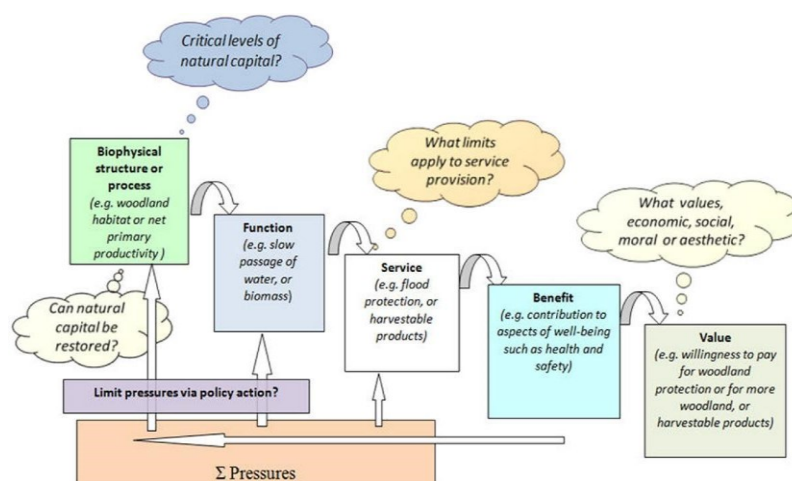 Critical levels of
natural capital?
Biophysical
structure or
process
(e.g. woodland
habitat or net
primary
productivity )
What limits
apply to service
provision?
What values,
economic, social,
moral or aesthetic?
Function
(e.g. slow
passage of
water, or
biomass)
Service
(e.g. flood
protection, or
harvestable
products)
Benefit
(e.g. contribution to
aspects of well-being
such as health and
safety)
Value
(e.g. willingness to pay
for woodland
protection or for more
woodland, or
harvestable products)
Can natural
capital be
restored?
Limit pressures via policy action?
Σ Pressures